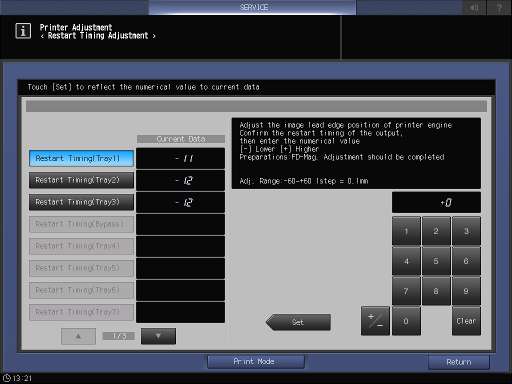 SERVICE
Printer Adjustment
< Restart Timing Adjustment >
Touch [Set] to reflect the numerical value to current data
Current Data
Adjust the image lead edge position of printer engine
Confirm the restart timing of the output,
then enter the numerical value
[-] Lower [+] Higher
Preparations:FD-Mag. Adjustment should be completed
Adj. Range:-60~+60 1step = 0.1mm
Restart Timing(Tray1) -11
Restart Timing(Tray2) -12
Restart Timing(Tray3) -12
Restart Timing(Bypass)
Restart Timing(Tray4)
Restart Timing(Tray5)
Restart Timing(Tray6)
Restart Timing(Tray7)
+0
1 2 3
4 5 6
7 8 9
+/- 0 Clear
Set
1/3
Print Mode
Return
13:21